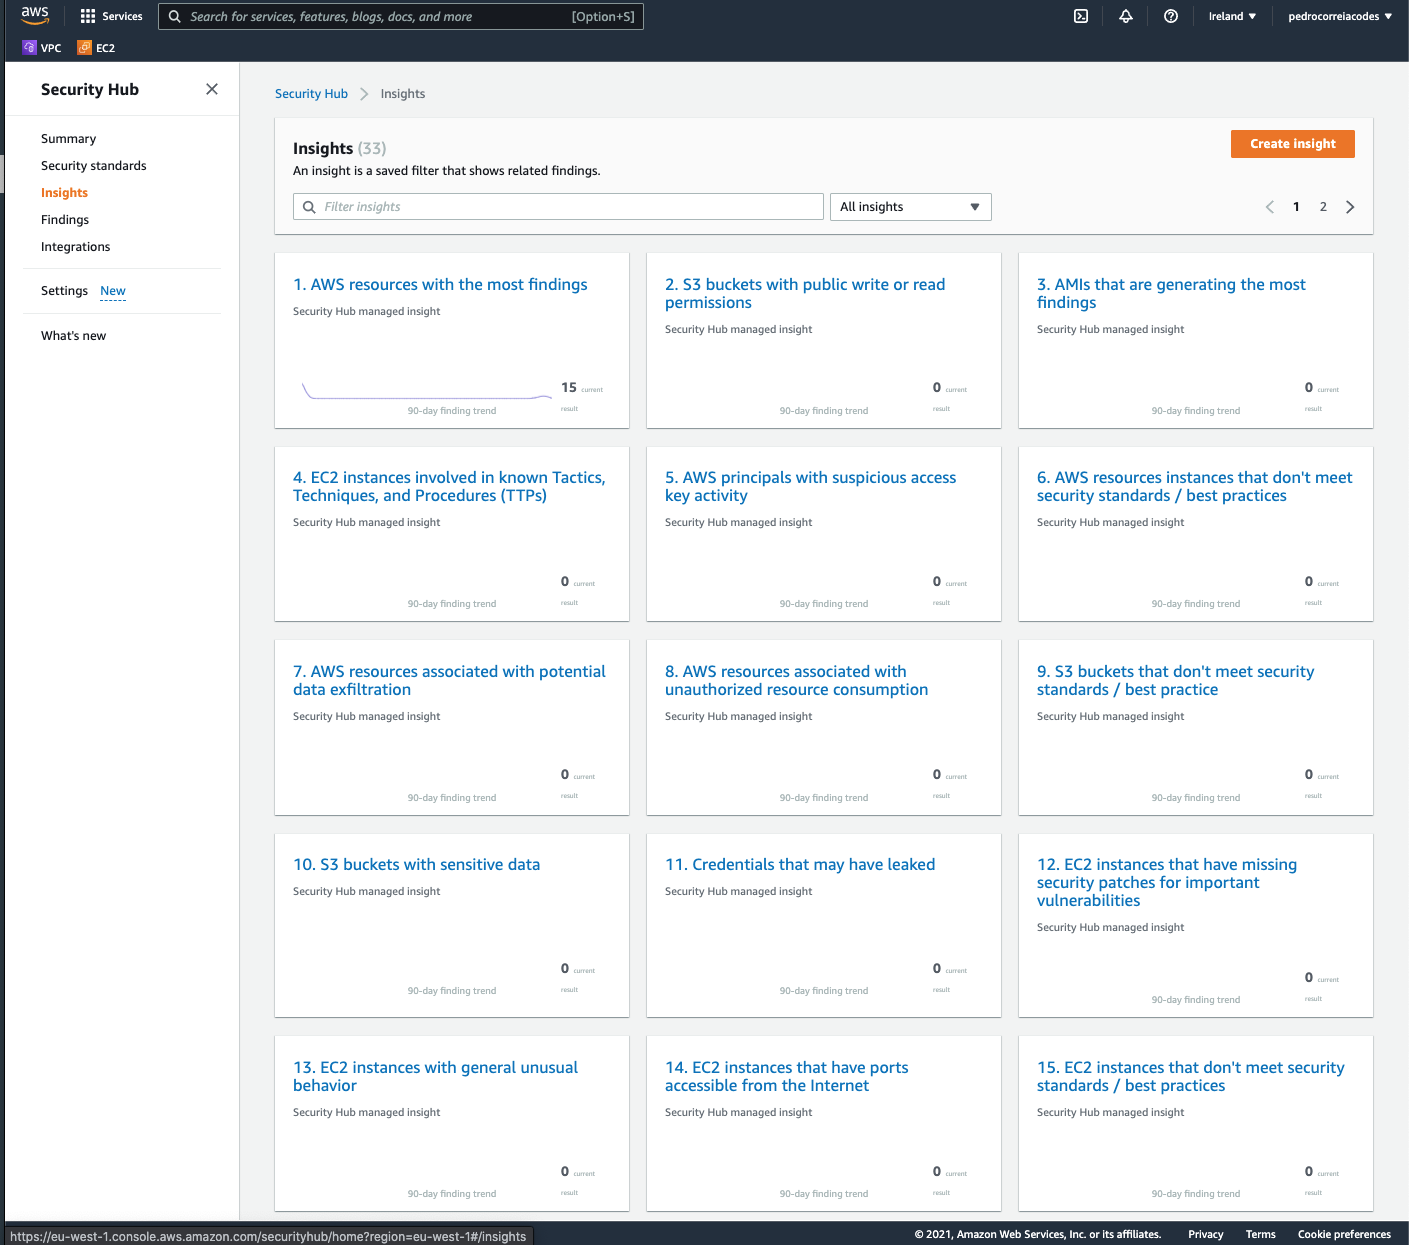 aws
Services
Search for services, features, blogs, docs, and more
[Option+S]
Ireland ▼
pedrocorreiacodes ▼
VPC
EC2
Security Hub
Summary
Security standards
Insights
Findings
Integrations
Settings New
What's new
Security Hub > Insights
Insights (33)
Create insight
An insight is a saved filter that shows related findings.
Filter insights
All insights
1 2
1. AWS resources with the most findings
Security Hub managed insight
15 current
result
90-day finding trend
2. S3 buckets with public write or read
permissions
Security Hub managed insight
0 current
result
90-day finding trend
3. AMIs that are generating the most
findings
Security Hub managed insight
0 current
result
90-day finding trend
4. EC2 instances involved in known Tactics,
Techniques, and Procedures (TTPs)
Security Hub managed insight
0 current
result
90-day finding trend
5. AWS principals with suspicious access
key activity
Security Hub managed insight
0 current
result
90-day finding trend
6. AWS resources instances that don't meet
security standards / best practices
Security Hub managed insight
0 current
result
90-day finding trend
7. AWS resources associated with potential
data exfiltration
Security Hub managed insight
0 current
result
90-day finding trend
8. AWS resources associated with
unauthorized resource consumption
Security Hub managed insight
0 current
result
90-day finding trend
9. S3 buckets that don't meet security
standards / best practice
Security Hub managed insight
0 current
result
90-day finding trend
10. S3 buckets with sensitive data
Security Hub managed insight
0 current
result
90-day finding trend
11. Credentials that may have leaked
Security Hub managed insight
0 current
result
90-day finding trend
12. EC2 instances that have missing
security patches for important
vulnerabilities
Security Hub managed insight
0 current
result
90-day finding trend
13. EC2 instances with general unusual
behavior
Security Hub managed insight
0 current
result
90-day finding trend
14. EC2 instances that have ports
accessible from the Internet
Security Hub managed insight
0 current
result
90-day finding trend
15. EC2 instances that don't meet security
standards / best practices
Security Hub managed insight
0 current
result
90-day finding trend
https://eu-west-1.console.aws.amazon.com/securityhub/home?region=eu-west-1#/insights
© 2021, Amazon Web Services, Inc. or its affiliates.
Privacy
Terms
Cookie preferences